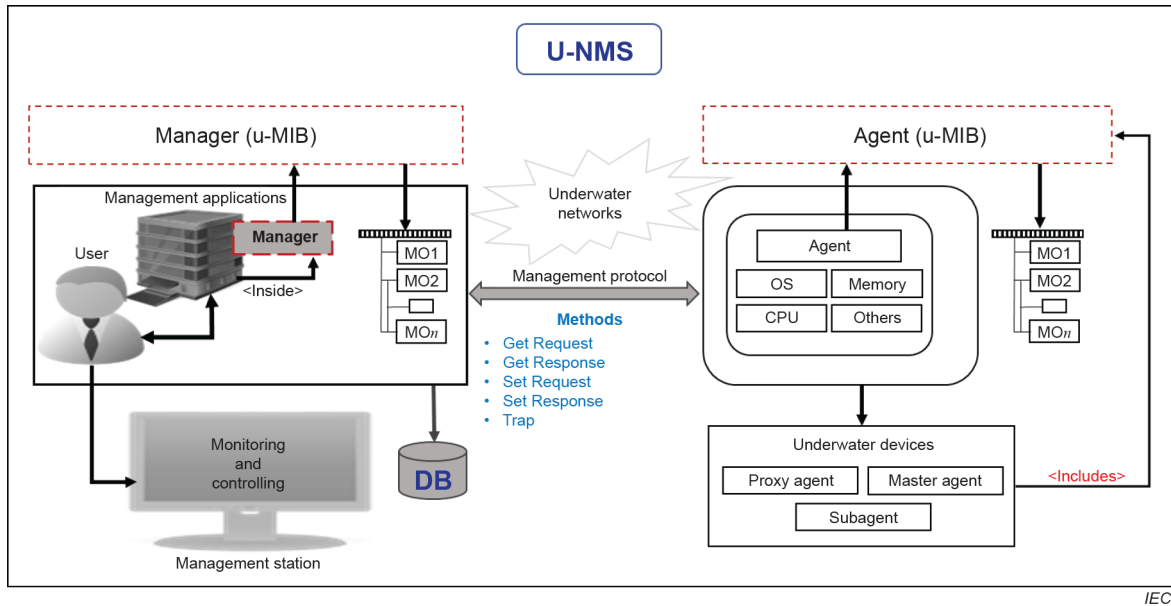 U-NMS
Manager (u-MIB)
Agent (u-MIB)
Management applications
Manager
User
<Inside>
MO1
MO2
MOn
Underwater
networks
Management protocol
Methods
• Get Request
• Get Response
• Set Request
• Set Response
• Trap
Agent
OS
Memory
CPU
Others
MO1
MO2
MOn
Monitoring
and
controlling
Management station
DB
Underwater devices
Proxy agent
Master agent
Subagent
<Includes>
IEC